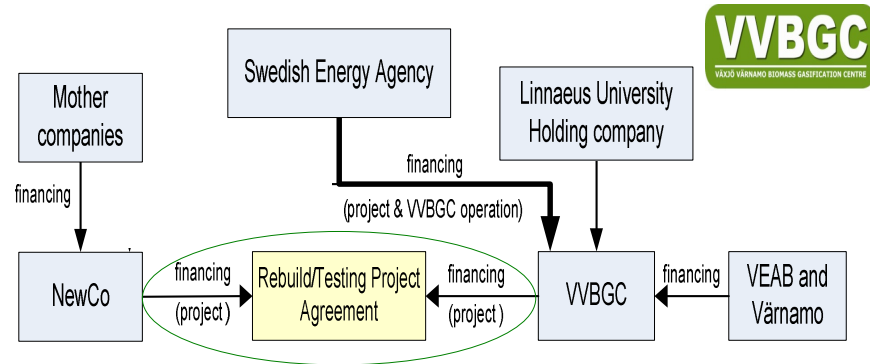 VVBGC
VÄXJÖ VÄRNAMO BIOMASS GASIFICATION CENTRE
Swedish Energy Agency
Mother
companies
Linnaeus University
Holding company
financing
financing
(project & VVBGC operation)
NewCo
financing
(project)
Rebuild/Testing Project
Agreement
financing
(project)
VVBGC
financing
VEAB and
Värnamo